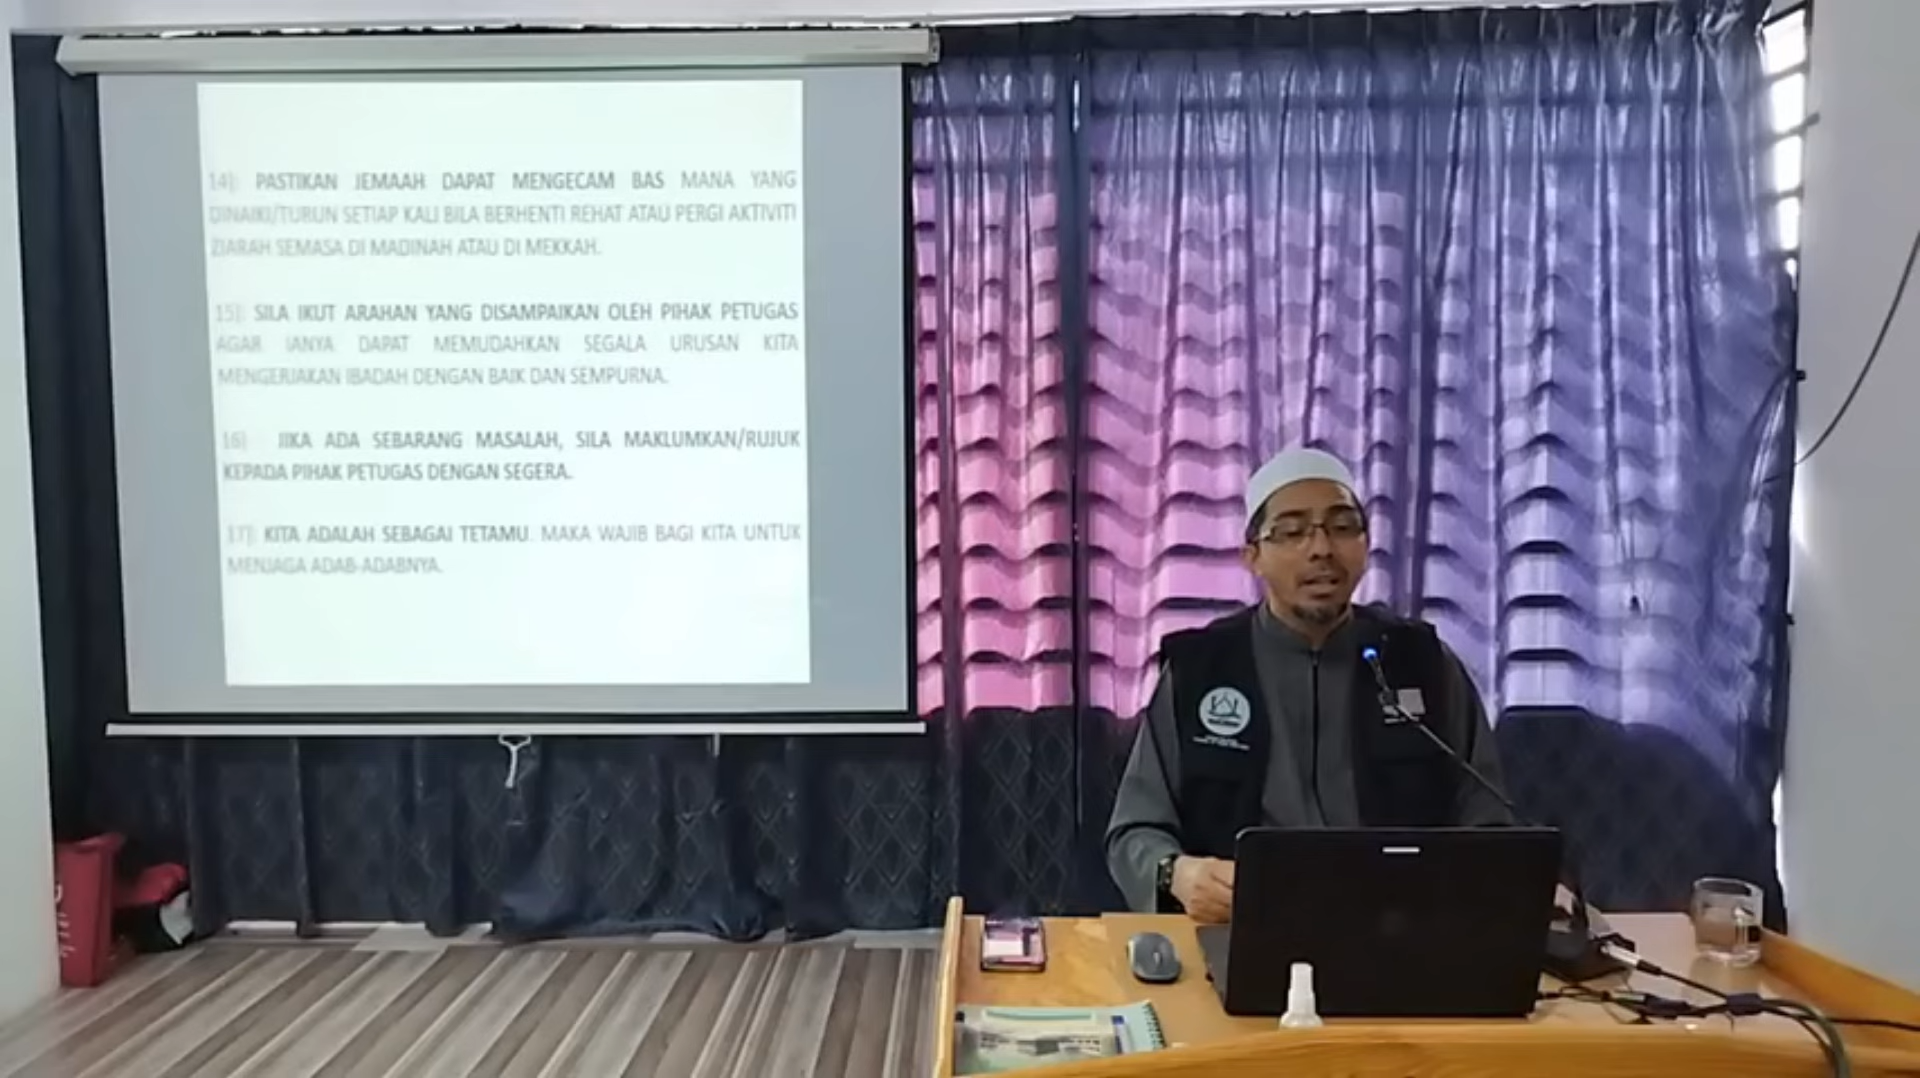 14): PASTIKAN JEMAAH DAPAT MENGECAM BAS MANA YANG
DINAIKI/TURUN SETIAP KALI BILA BERHENTI REHAT ATAU PERGI AKTIVITI
ZIARAH SEMASA DI MADINAH ATAU DI MEKKAH.
15): SILA IKUT ARAHAN YANG DISAMPAIKAN OLEH PIHAK PETUGAS
AGAR IANYA DAPAT MEMUDAHKAN SEGALA URUSAN KITA
MENGERJAKAN IBADAH DENGAN BAIK DAN SEMPURNA.
16) JIKA ADA SEBARANG MASALAH, SILA MAKLUMKAN/RUJUK
KEPADA PIHAK PETUGAS DENGAN SEGERA.
17): KITA ADALAH SEBAGAI TETAMU. MAKA WAJIB BAGI KITA UNTUK
MENJAGA ADAB-ADABNYA.